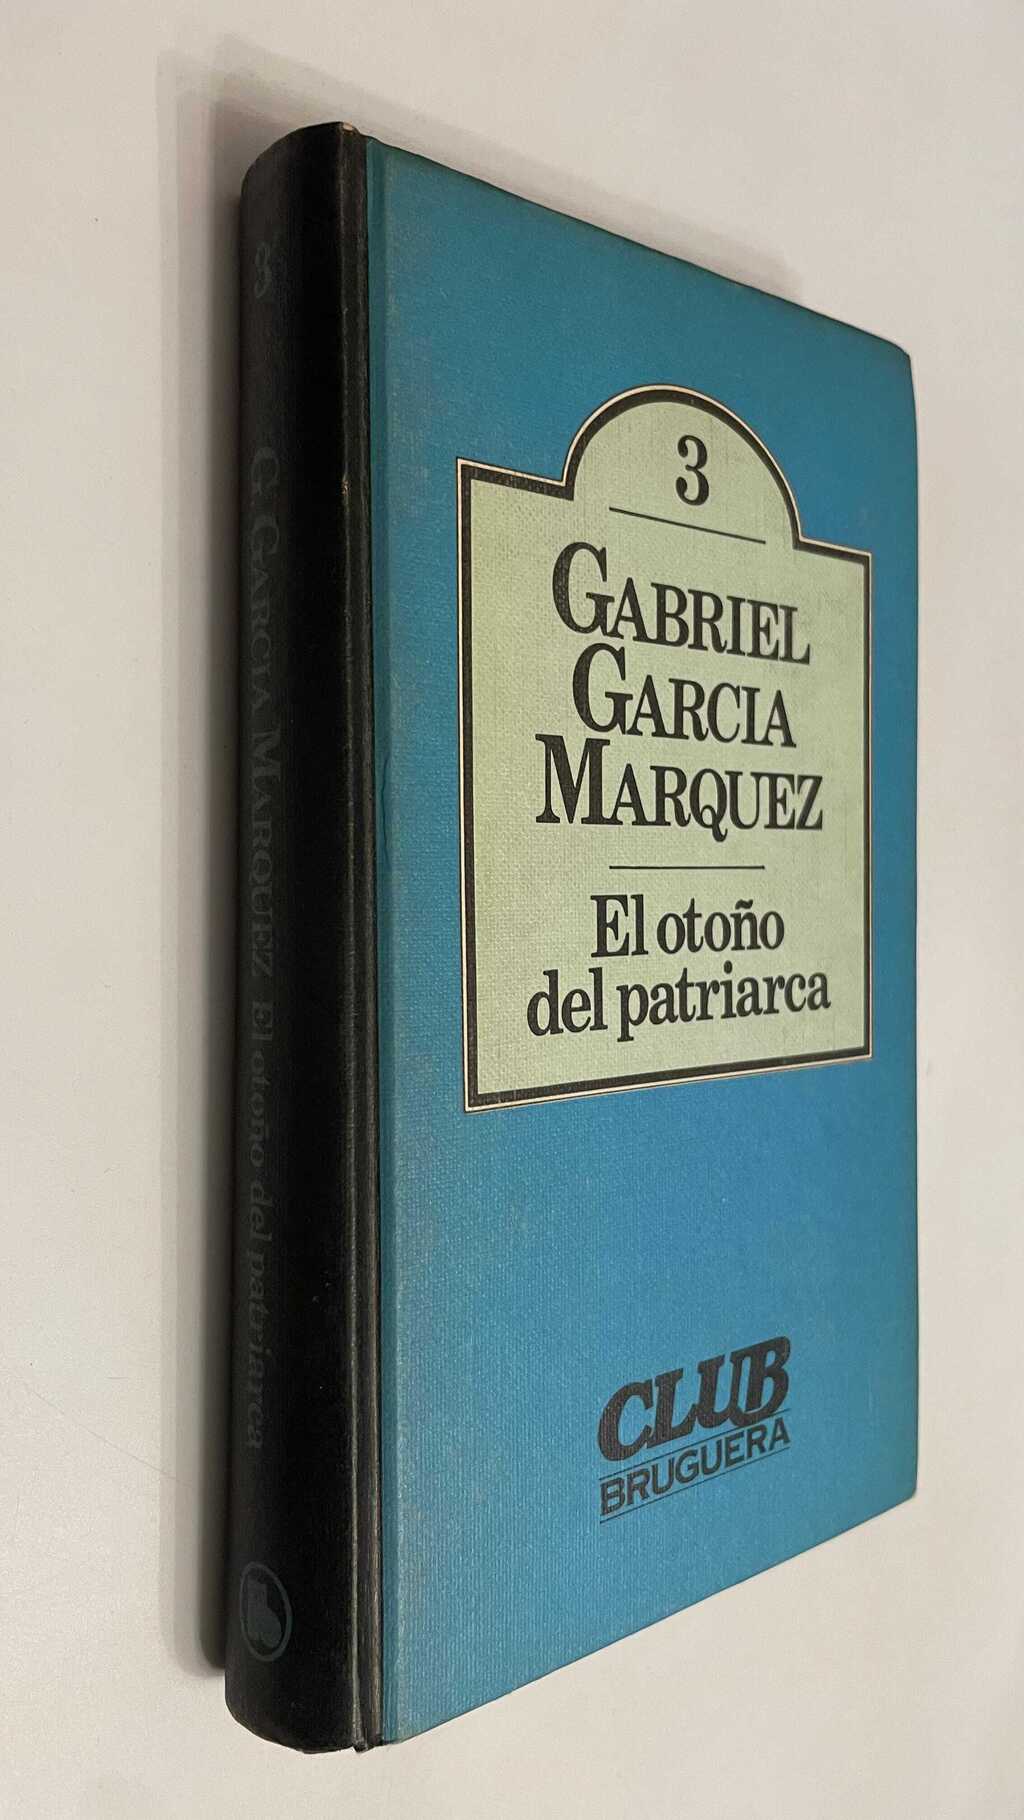 3
GABRIEL
GARCIA
MARQUEZ
El otoño
del patriarca
CLUB
BRUGUERA
3 G. GARCIA MARQUEZ El otoño del patriarca